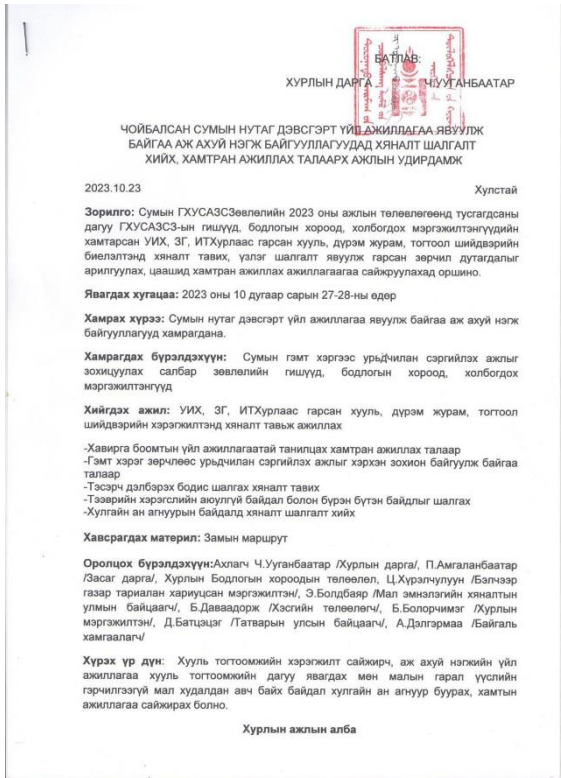 БАТЛАВ:
ХУРЛЫН ДАРГА Ч.УУГАНБААТАР
ЧОЙБАЛСАН СУМЫН НУТАГ ДЭВСГЭРТ ҮЙЛ АЖИЛЛАГАА ЯВУУЛЖ
БАЙГАА АЖ АХУЙ НЭГЖ БАЙГУУЛЛАГУУДАД ХЯНАЛТ ШАЛГАЛТ
ХИЙХ, ХАМТРАН АЖИЛЛАХ ТАЛААРХ АЖЛЫН УДИРДАМЖ
2023.10.23 Хулстай
Зорилго: Сумын ГХУСАЗСЗөвлөлийн 2023 оны ажлын төлөвлөгөөнд тусгагдсаны
дагуу ГХУСАЗСЗ-ын гишүүд, бодлогын хороод, холбогдох мэргэжилтэнгүүдийн
хамтарсан УИХ, ЗГ, ИТХурлаас гарсан хууль, дүрэм журам, тогтоол шийдвэрийн
биелэлтэнд хяналт тавих, үзлэг шалгалт явуулж гарсан зөрчил дутагдалыг
арилгуулах, цаашид хамтран ажиллах ажиллагаагаа сайжруулахад оршино.
Явагдах хугацаа: 2023 оны 10 дугаар сарын 27-28-ны өдөр
Хамрах хүрээ: Сумын нутаг дэвсгэрт үйл ажиллагаа явуулж байгаа аж ахуй нэгж
байгууллагууд хамрагдана.
Хамрагдах бүрэлдэхүүн: Сумын гэмт хэргээс урьдчилан сэргийлэх ажлыг
зохицуулах салбар зөвлөлийн гишүүд, бодлогын хороод, холбогдох
мэргэжилтэнгүүд
Хийгдэх ажил: УИХ, ЗГ, ИТХурлаас гарсан хууль, дүрэм журам, тогтоол
шийдвэрийн хэрэгжилтэнд хяналт тавьж ажиллах
-Хавирга боомтын үйл ажиллагаатай танилцах хамтран ажиллах талаар
-Гэмт хэрэг зөрчлөөс урьдчилан сэргийлэх ажлыг хэрхэн зохион байгуулж байгаа
талаар
-Тэсэрч дэлбэрэх бодис шалгах хяналт тавих
-Тээврийн хэрэгслийн аюулгүй байдал болон бүрэн бүтэн байдлыг шалгах
-Хулгайн ан агнуурын байдалд хяналт шалгалт хийх
Хавсрагдах материл: Замын маршрут
Оролцох бүрэлдэхүүн:Ахлагч Ч.Ууганбаатар /Хурлын дарга/, П.Амгаланбаатар
/Засаг дарга/, Хурлын Бодлогын хороодын төлөөлөл, Ц.Хүрэлчулуун /Бэлчээр
газар тариалан хариуцсан мэргэжилтэн/, Э.Болдбаяр /Мал эмнэлэгийн хяналтын
улмын байцаагч/, Б.Даваадорж /Хэсгийн төлөөлөгч/, Б.Болорчимэг /Хурлын
мэргэжилтэн/, Д.Батцэцэг /Татварын улсын байцаагч/, А.Дэлгэрмаа /Байгаль
хамгаалагч/
Хүрэх үр дүн: Хууль тогтоомжийн хэрэгжилт сайжирч, аж ахуй нэгжийн үйл
ажиллагаа хууль тогтоомжийн дагуу явагдах мөн малын гарал үүслийн
гэрчилгээгүй мал худалдан авч байх байдал хулгайн ан агнуур буурах, хамтын
ажиллагаа сайжирах болно.
Хурлын ажлын алба